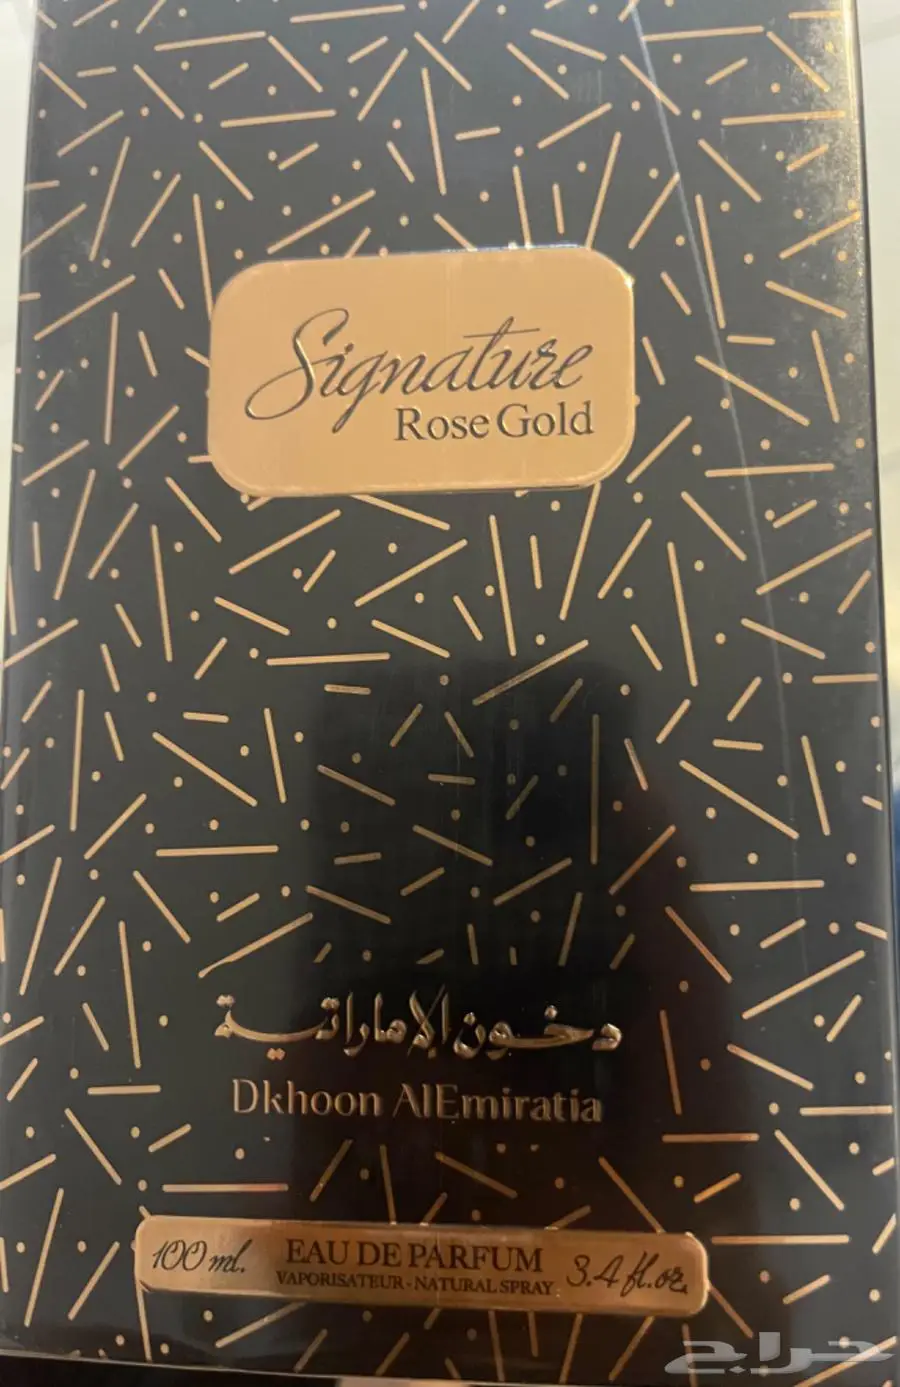 Signature
Rose Gold
دخون الإماراتية
Dkhoon AlEmiratia
100 ml. EAU DE PARFUM 3.4 fl.oz.
VAPORISATEUR - NATURAL SPRAY
حراج